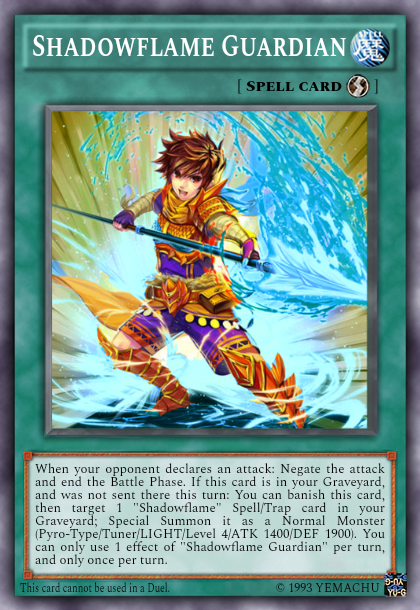 SHADOWFLAME GUARDIAN 魔
[ SPELL CARD ]
When your opponent declares an attack: Negate the attack
and end the Battle Phase. If this card is in your Graveyard,
and was not sent there this turn: You can banish this card,
then target 1 "Shadowflame" Spell/Trap card in your
Graveyard; Special Summon it as a Normal Monster
(Pyro-Type/Tuner/LIGHT/Level 4/ATK 1400/DEF 1900). You
can only use 1 effect of "Shadowflame Guardian" per turn,
and only once per turn.
This card cannot be used in a Duel.
© 1993 YEMACHU